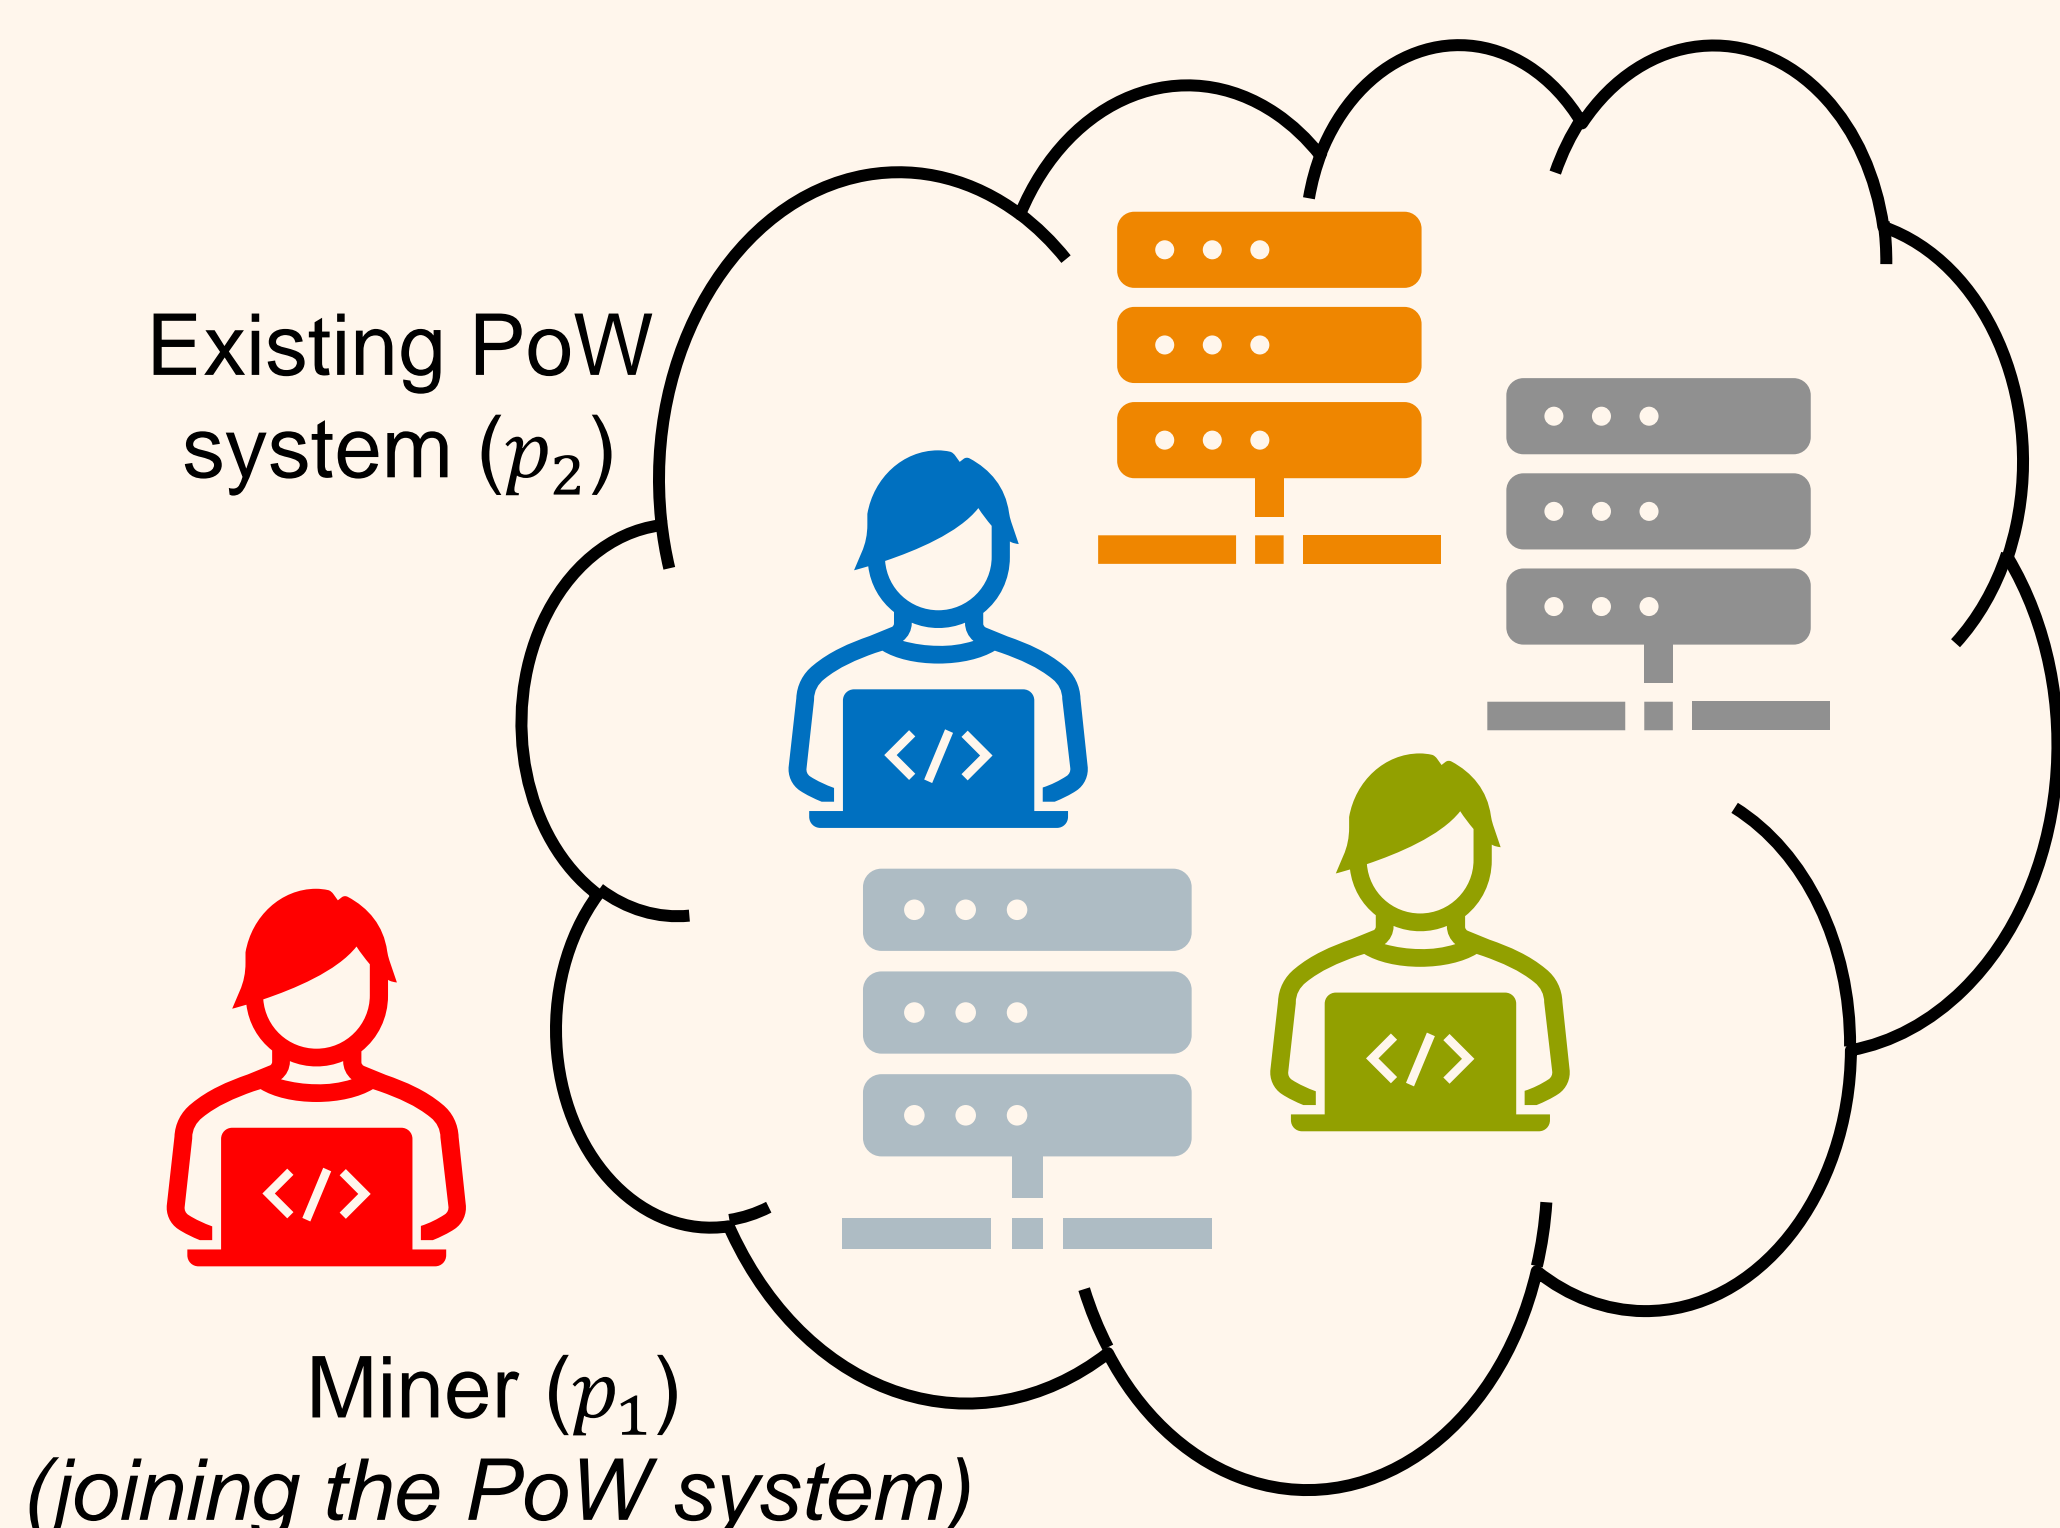 Existing PoW
system (p₂)
</>
</>
</>
Miner (p₁)
(joining the PoW system)